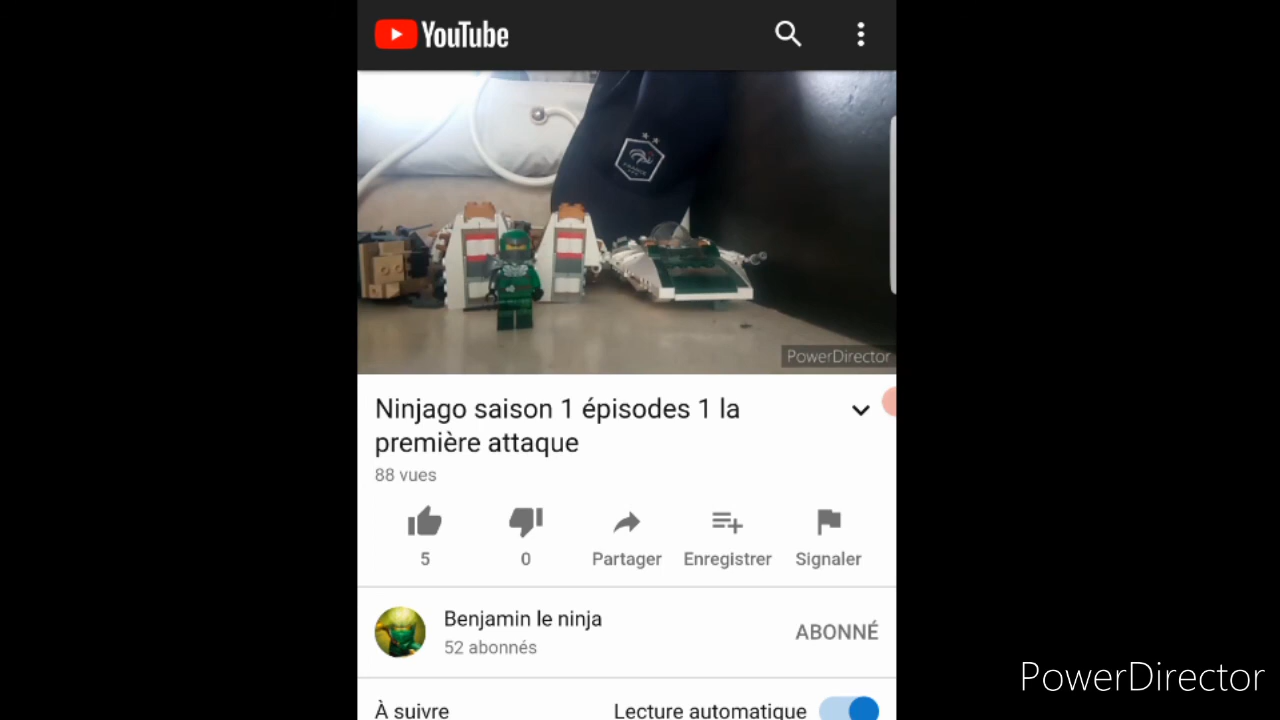 YouTube
FRANCE
PowerDirector
Ninjago saison 1 épisodes 1 la
première attaque
88 vues
5
0
Partager
Enregistrer
Signaler
Benjamin le ninja
52 abonnés
ABONNÉ
À suivre
Lecture automatique
PowerDirector